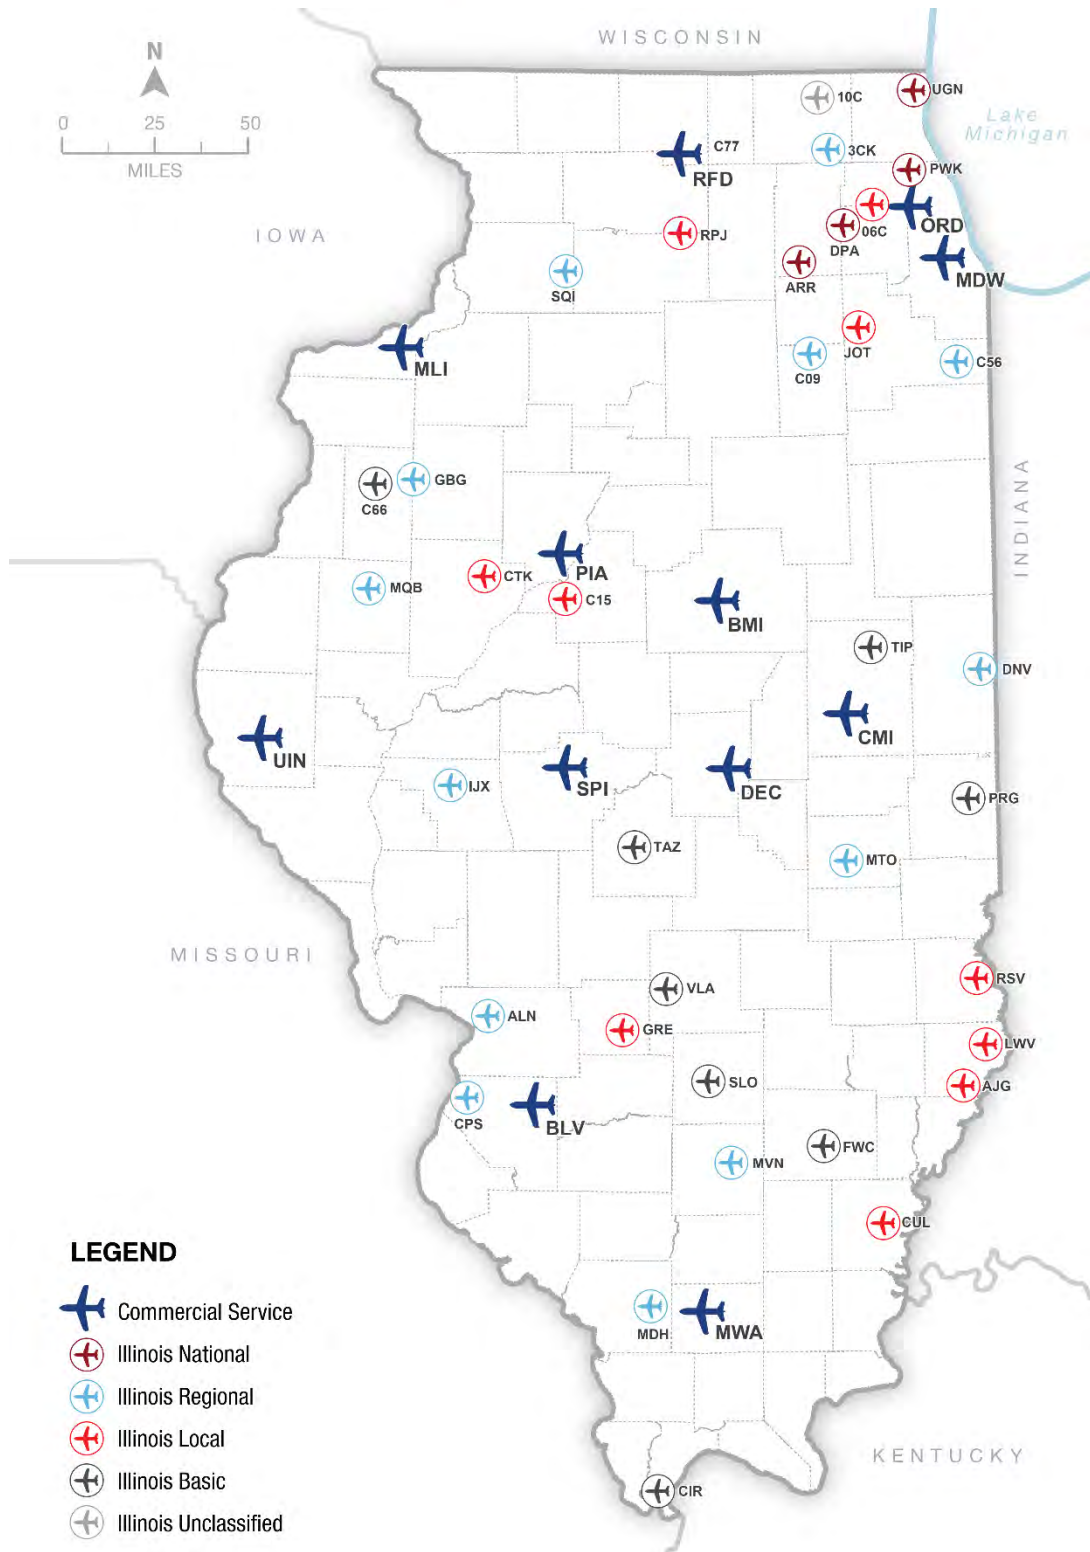 WISCONSIN
N
0 25 50
MILES
10C
UGN
Lake
Michigan
C77
RFD
3CK
PWK
ORD
06C
DPA
MDW
IOWA
RPJ
SQI
ARR
MLI
JOT
C09
C56
INDIANA
GBG
C66
PIA
CTK
MQB
C15
BMI
TIP
DNV
UIN
CMI
IJX
SPI
DEC
PRG
TAZ
MTO
MISSOURI
RSV
VLA
ALN
GRE
LWV
SLO
AJG
CPS
BLV
FWC
MVN
CUL
MDH
MWA
KENTUCKY
CIR
LEGEND
Commercial Service
Illinois National
Illinois Regional
Illinois Local
Illinois Basic
Illinois Unclassified